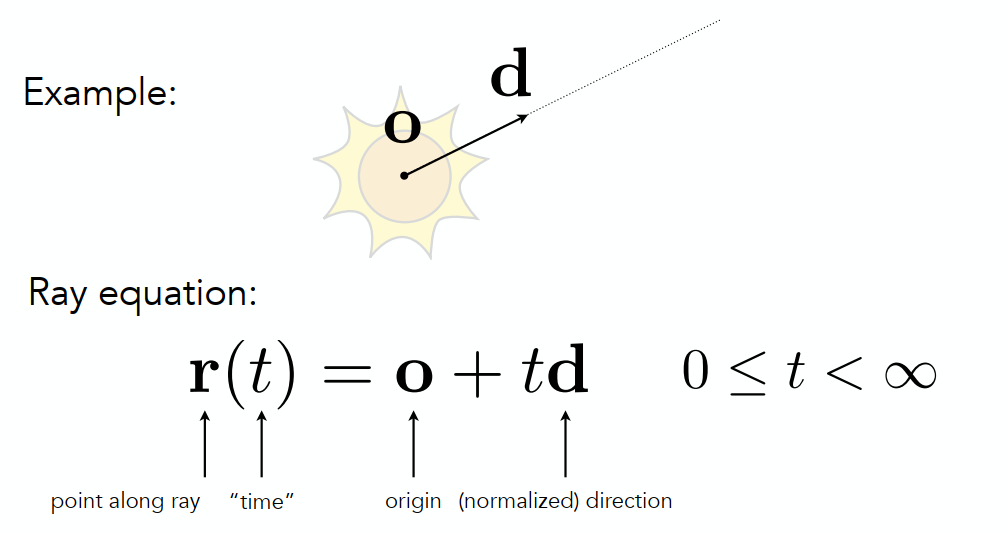 Example:
d
o
Ray equation:
r(t) = o + td 0 ≤ t < ∞
point along ray "time" origin (normalized) direction